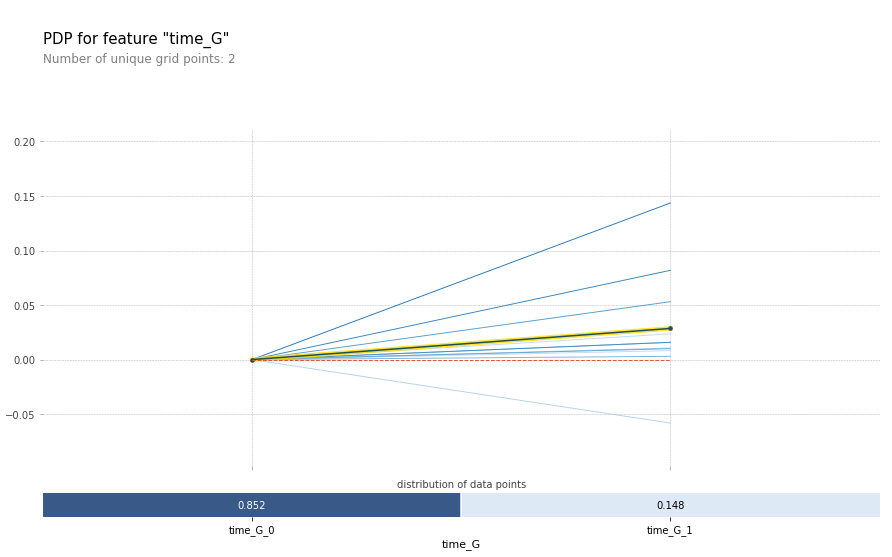 PDP for feature "time_G"
Number of unique grid points: 2
0.20
0.15
0.10
0.05
0.00
−0.05
distribution of data points
0.852 0.148
time_G_0 time_G_1
time_G